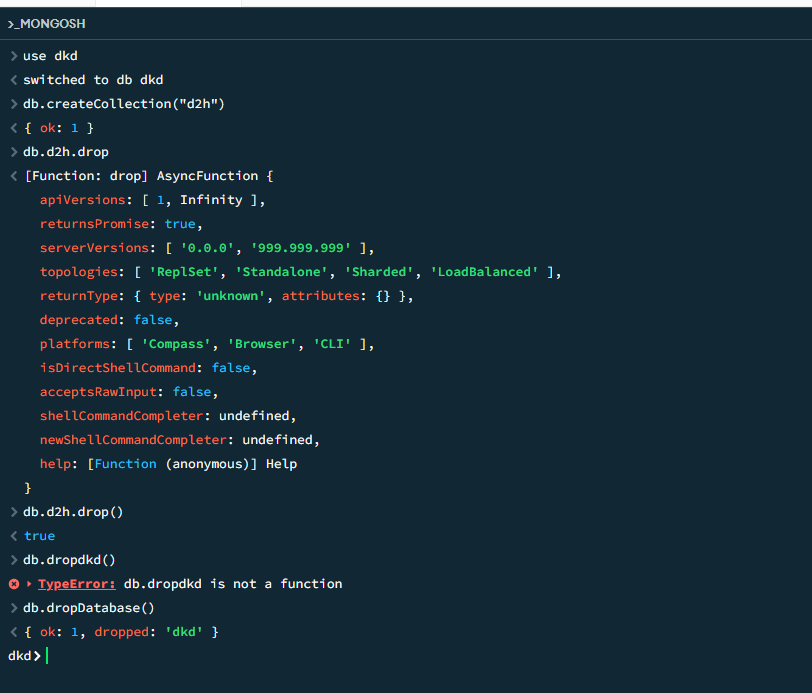 >_MONGOSH
> use dkd
< switched to db dkd
> db.createCollection("d2h")
< { ok: 1 }
> db.d2h.drop
< [Function: drop] AsyncFunction {
apiVersions: [ 1, Infinity ],
returnsPromise: true,
serverVersions: [ '0.0.0', '999.999.999' ],
topologies: [ 'ReplSet', 'Standalone', 'Sharded', 'LoadBalanced' ],
returnType: { type: 'unknown', attributes: {} },
deprecated: false,
platforms: [ 'Compass', 'Browser', 'CLI' ],
isDirectShellCommand: false,
acceptsRawInput: false,
shellCommandCompleter: undefined,
newShellCommandCompleter: undefined,
help: [Function (anonymous)] Help
}
> db.d2h.drop()
< true
> db.dropdkd()
TypeError: db.dropdkd is not a function
> db.dropDatabase()
< { ok: 1, dropped: 'dkd' }
dkd>